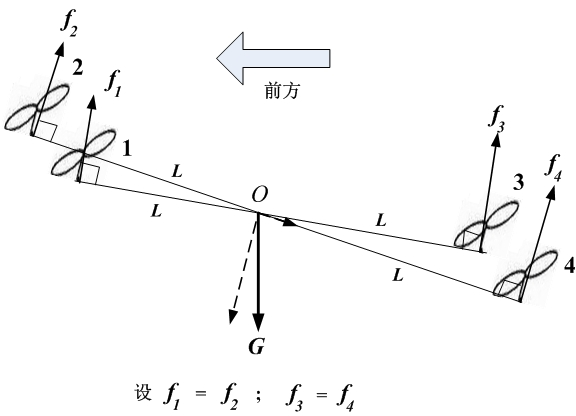 f2
2
f1
前方
1
L
L
O
L
L
f3
3
f4
4
G
设 f1 = f2 ; f3 = f4